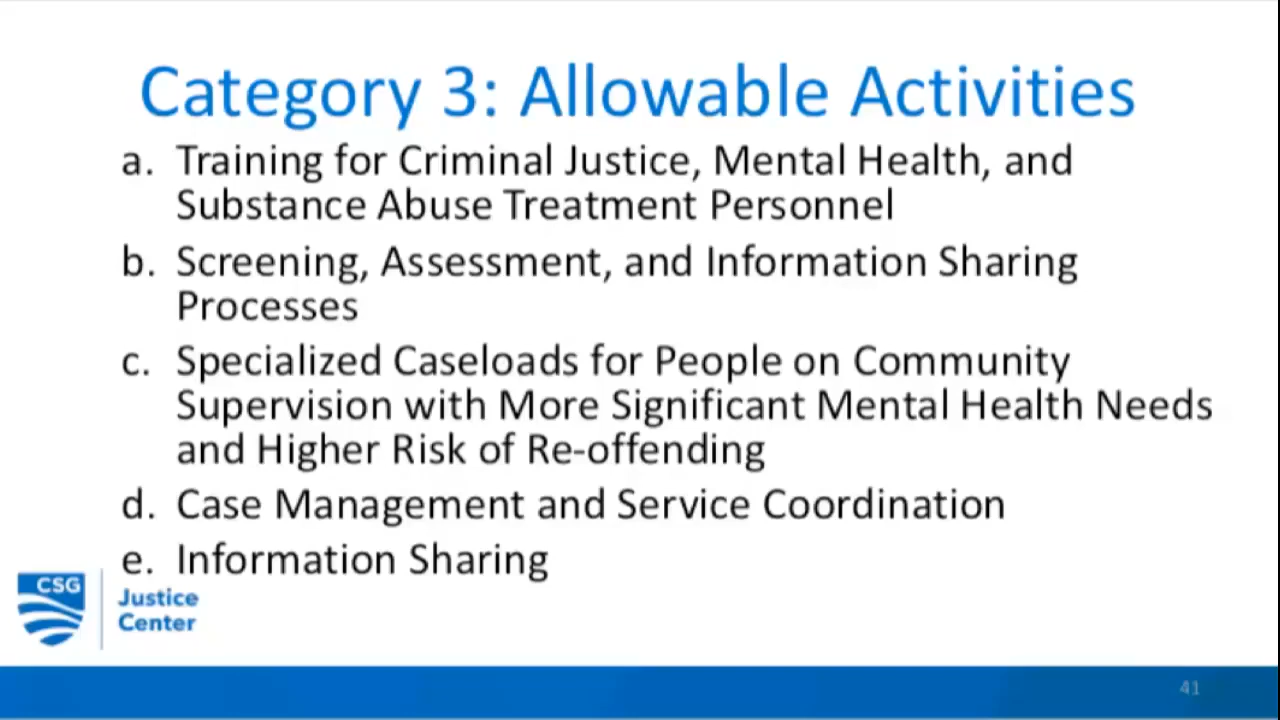 Category 3: Allowable Activities
a. Training for Criminal Justice, Mental Health, and
Substance Abuse Treatment Personnel
b. Screening, Assessment, and Information Sharing
Processes
c. Specialized Caseloads for People on Community
Supervision with More Significant Mental Health Needs
and Higher Risk of Re-offending
d. Case Management and Service Coordination
e. Information Sharing
CSG
Justice
Center
41